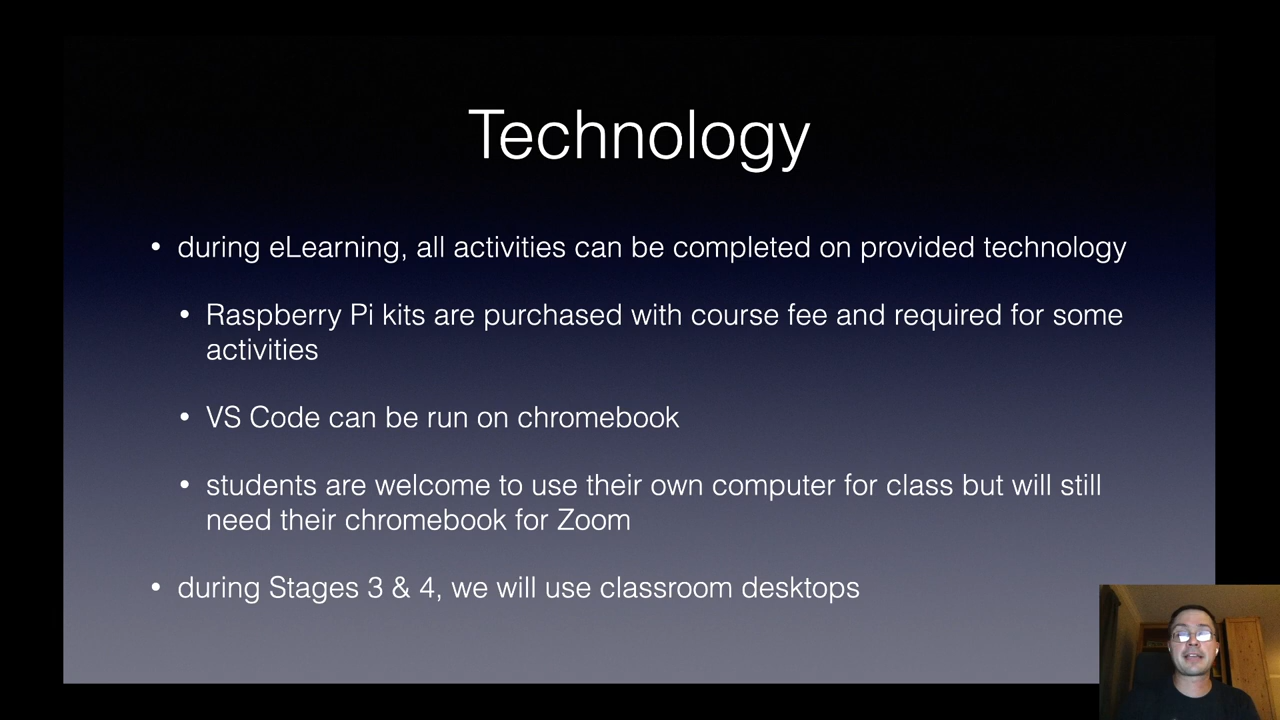 Technology
• during eLearning, all activities can be completed on provided technology
• Raspberry Pi kits are purchased with course fee and required for some
activities
• VS Code can be run on chromebook
• students are welcome to use their own computer for class but will still
need their chromebook for Zoom
• during Stages 3 & 4, we will use classroom desktops